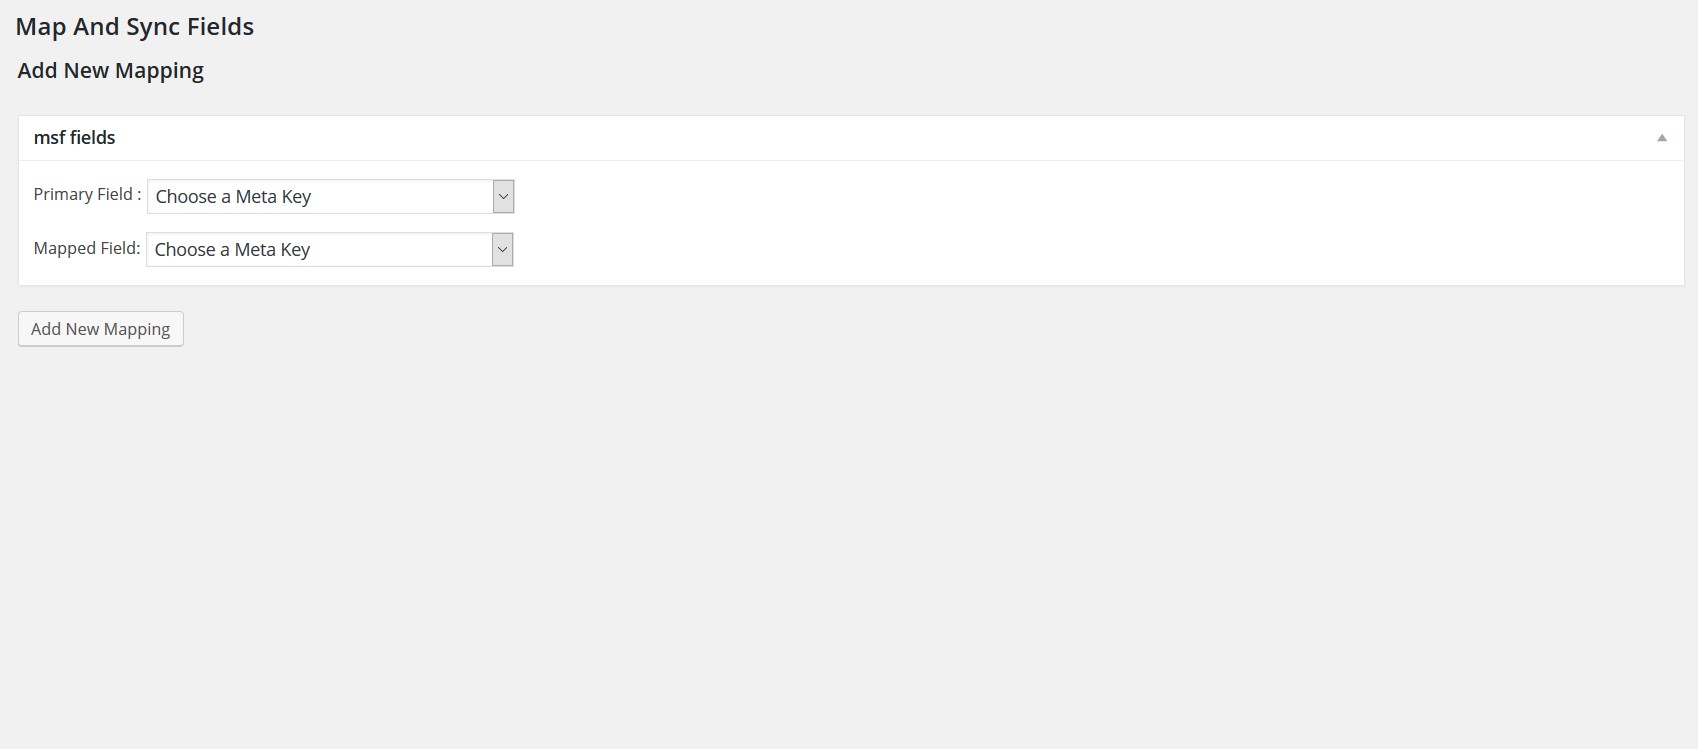 Map And Sync Fields
Add New Mapping
msf fields
Primary Field : Choose a Meta Key
Mapped Field: Choose a Meta Key
Add New Mapping